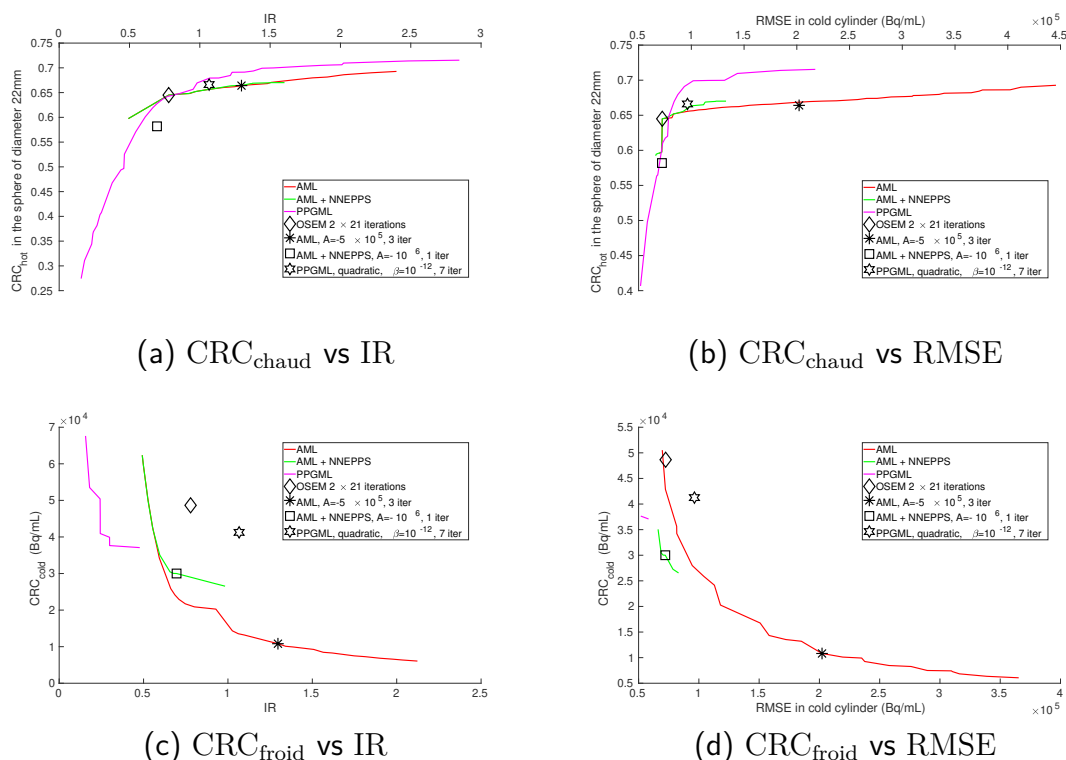 IR
0 0.5 1 1.5 2 2.5 3
0.75
0.7
0.65
0.6
0.55
0.5
0.45
0.4
0.35
0.3
0.25
CRC_hot in the sphere of diameter 22mm
AML
AML + NNEPPS
PPGML
OSEM 2 × 21 iterations
AML, A=-5 × 10^5, 3 iter
AML + NNEPPS, A=- 10^6, 1 iter
PPGML, quadratic, β=10^-12, 7 iter
(a) CRC_chaud vs IR
RMSE in cold cylinder (Bq/mL) ×10^5
0.5 1 1.5 2 2.5 3 3.5 4 4.5
0.75
0.7
0.65
0.6
0.55
0.5
0.45
0.4
CRC_hot in the sphere of diameter 22mm
AML
AML + NNEPPS
PPGML
OSEM 2 × 21 iterations
AML, A=-5 × 10^5, 3 iter
AML + NNEPPS, A=- 10^6, 1 iter
PPGML, quadratic, β=10^-12, 7 iter
(b) CRC_chaud vs RMSE
×10^4
7
6
5
4
3
2
1
0
CRC_cold (Bq/mL)
AML
AML + NNEPPS
PPGML
OSEM 2 × 21 iterations
AML, A=-5 × 10^5, 3 iter
AML + NNEPPS, A=- 10^6, 1 iter
PPGML, quadratic, β=10^-12, 7 iter
0 0.5 1 1.5 2 2.5
IR
(c) CRC_froid vs IR
×10^4
5.5
5
4.5
4
3.5
3
2.5
2
1.5
1
0.5
CRC_cold (Bq/mL)
AML
AML + NNEPPS
PPGML
OSEM 2 × 21 iterations
AML, A=-5 × 10^5, 3 iter
AML + NNEPPS, A=- 10^6, 1 iter
PPGML, quadratic, β=10^-12, 7 iter
0.5 1 1.5 2 2.5 3 3.5 4
RMSE in cold cylinder (Bq/mL) ×10^5
(d) CRC_froid vs RMSE